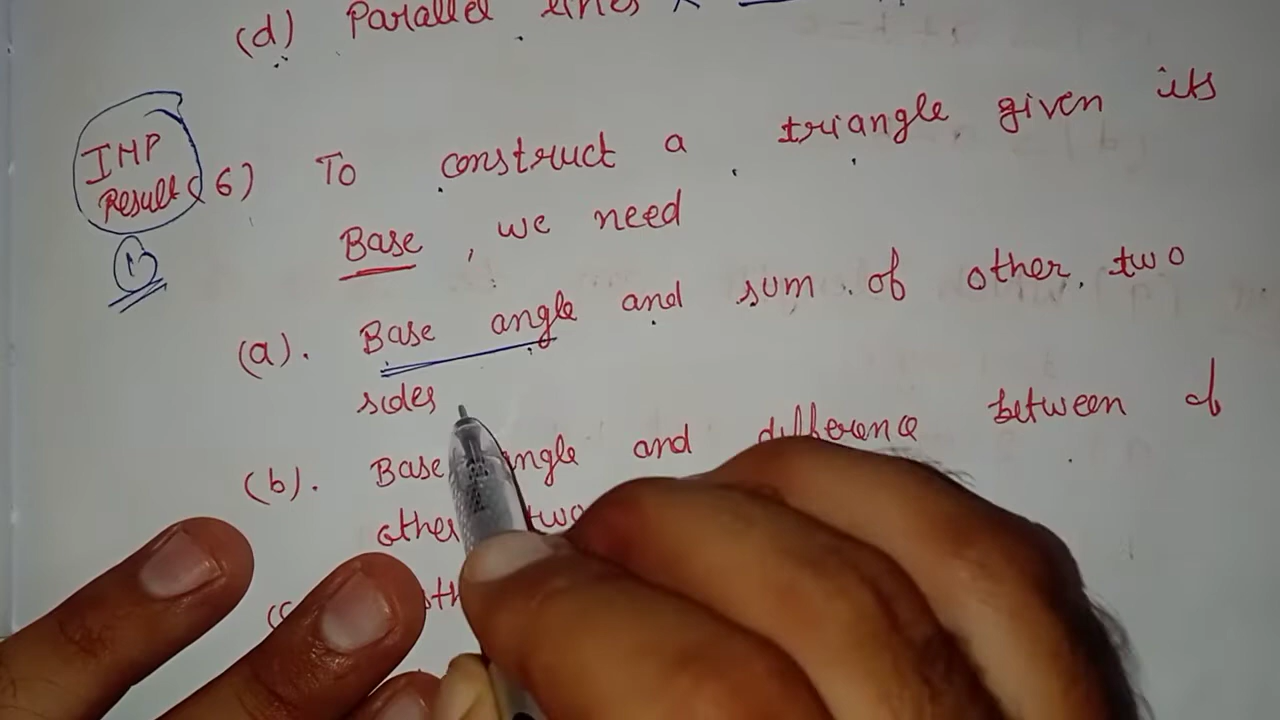 (d) Parallel lines
IMP
Result (6) To construct a triangle given its
Base, we need
(1)
(a). Base angle and sum of other two
sides
(b). Base angle and difference between of
other two
(c